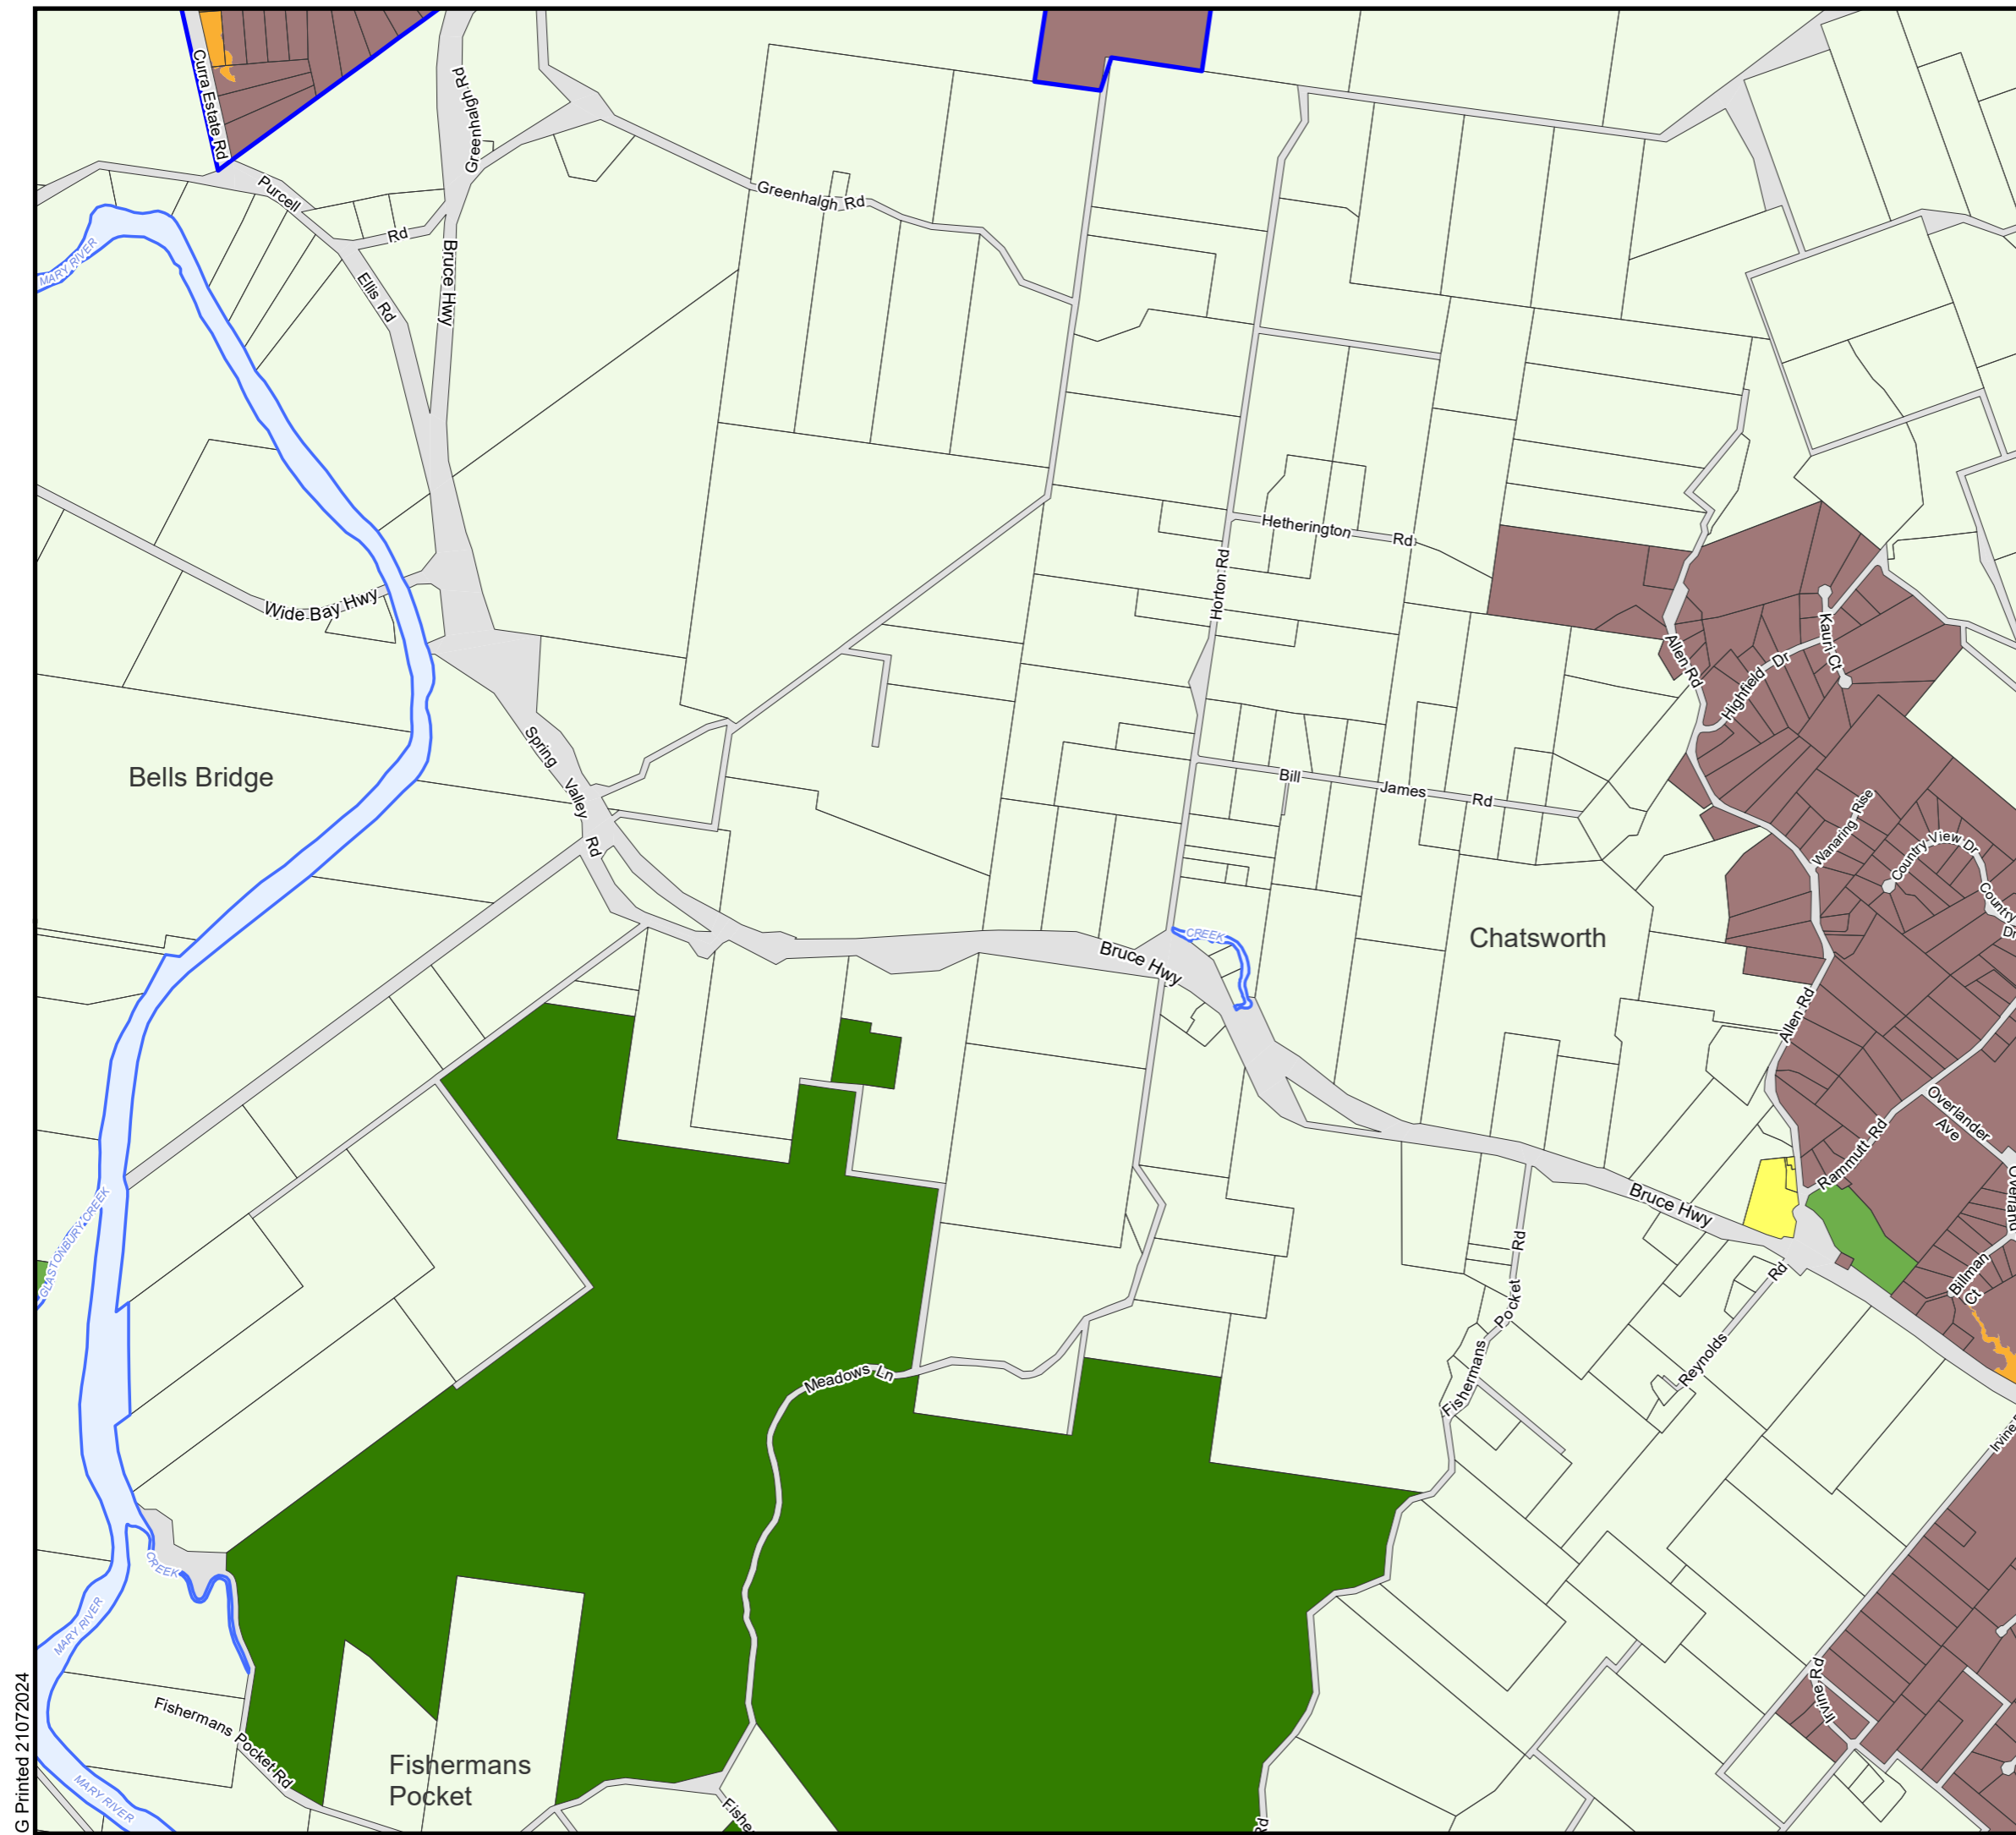 Curra Estate Rd
Greenhalgh Rd
Purcell
Rd
Greenhalgh Rd
MARY RIVER
Ellis Rd
Bruce Hwy
Hetherington Rd
Horton Rd
Wide Bay Hwy
Kauri Ct
Allen Rd
Highfield Dr
Spring
Valley
Rd
Bells Bridge
Bill
James
Rd
Wanaring Rise
Country View Dr
Country
Dr
CREEK
Bruce Hwy
Chatsworth
Allen Rd
Overlander
Ave
Rammutt Rd
Overland
GLASTONBURY CREEK
Bruce Hwy
Rd
Reynolds
Billman
Ct
Rd
Pocket
Fishermans
Meadows Ln
Irvine
CREEK
MARY RIVER
Irvine Rd
Fishermans Pocket Rd
Fishermans
Pocket
MARY RIVER
Fishe
Rd
G Printed 21072024